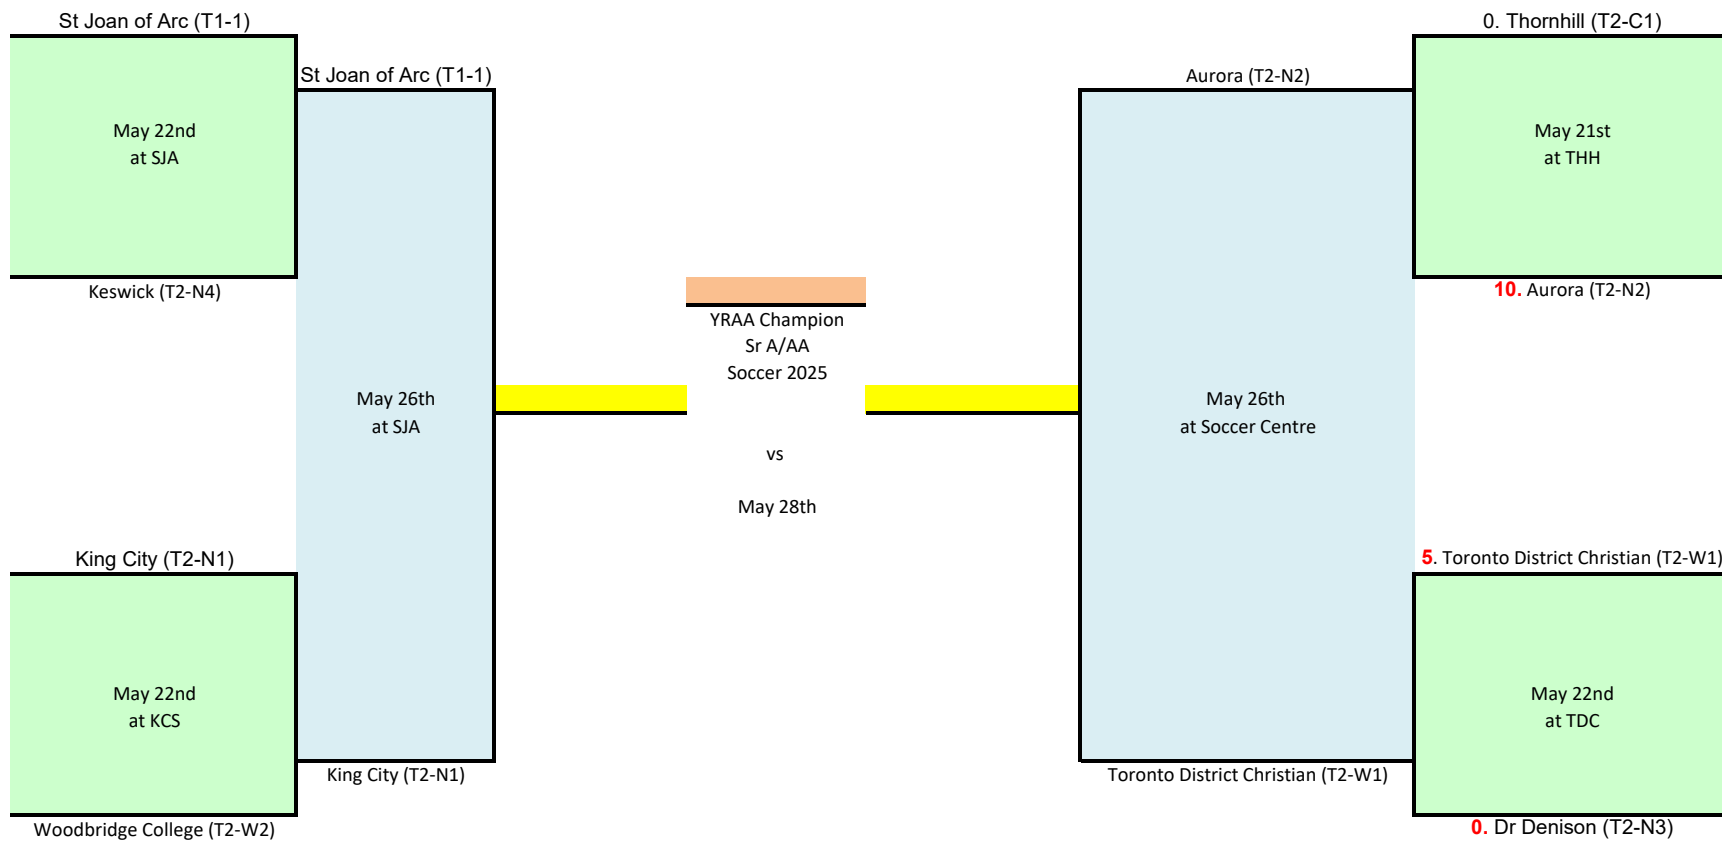 St Joan of Arc (T1-1)
0. Thornhill (T2-C1)
St Joan of Arc (T1-1)
Aurora (T2-N2)
May 22nd
at SJA
May 21st
at THH
Keswick (T2-N4)
10. Aurora (T2-N2)
YRAA Champion
Sr A/AA
Soccer 2025
May 26th
at SJA
May 26th
at Soccer Centre
vs
May 28th
King City (T2-N1)
5. Toronto District Christian (T2-W1)
May 22nd
at KCS
May 22nd
at TDC
King City (T2-N1)
Toronto District Christian (T2-W1)
Woodbridge College (T2-W2)
0. Dr Denison (T2-N3)